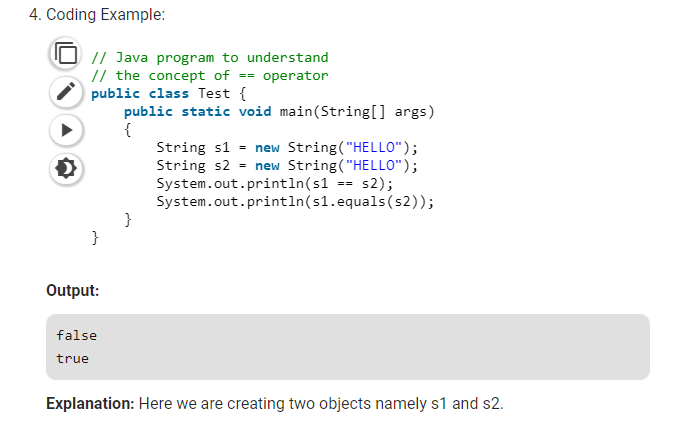 4. Coding Example:
// Java program to understand
// the concept of == operator
public class Test {
    public static void main(String[] args)
    {
        String s1 = new String("HELLO");
        String s2 = new String("HELLO");
        System.out.println(s1 == s2);
        System.out.println(s1.equals(s2));
    }
}
Output:
false
true
Explanation: Here we are creating two objects namely s1 and s2.